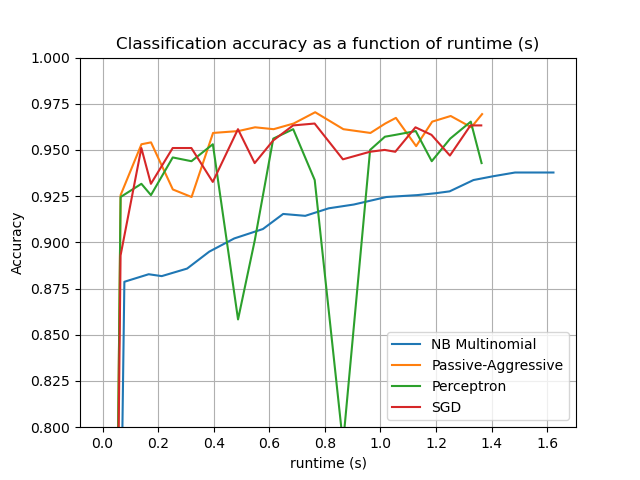 Classification accuracy as a function of runtime (s)
1.000
0.975
0.950
0.925
0.900
0.875
0.850
0.825
0.800
Accuracy
NB Multinomial
Passive-Aggressive
Perceptron
SGD
0.0 0.2 0.4 0.6 0.8 1.0 1.2 1.4 1.6
runtime (s)